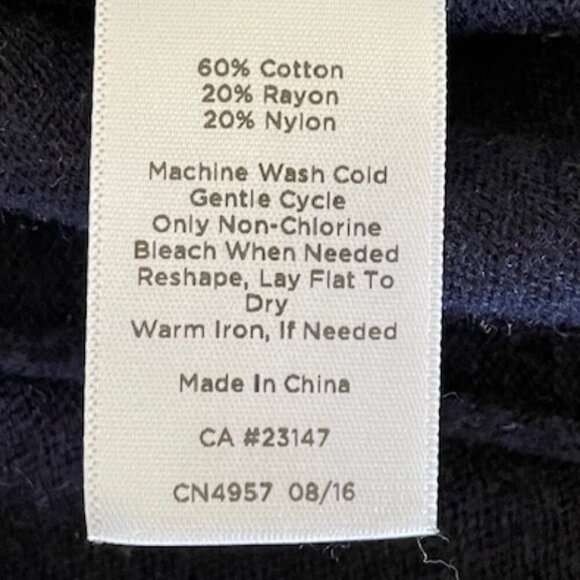 60% Cotton
20% Rayon
20% Nylon
Machine Wash Cold
Gentle Cycle
Only Non-Chlorine
Bleach When Needed
Reshape, Lay Flat To
Dry
Warm Iron, If Needed
Made In China
CA #23147
CN4957 08/16